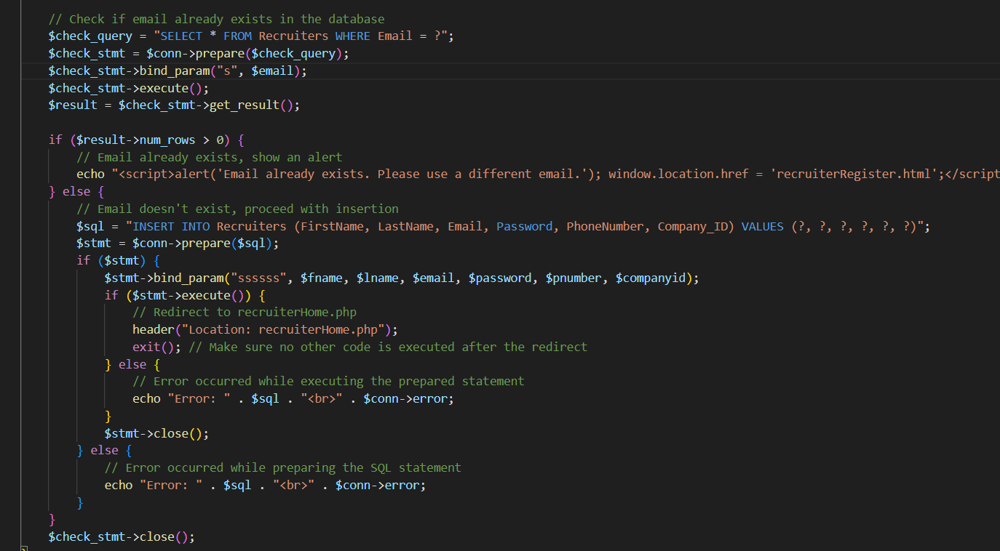 // Check if email already exists in the database
$check_query = "SELECT * FROM Recruiters WHERE Email = ?";
$check_stmt = $conn->prepare($check_query);
$check_stmt->bind_param("s", $email);
$check_stmt->execute();
$result = $check_stmt->get_result();
if ($result->num_rows > 0) {
// Email already exists, show an alert
echo "<script>alert('Email already exists. Please use a different email.'); window.location.href = 'recruiterRegister.html';</script
} else {
// Email doesn't exist, proceed with insertion
$sql = "INSERT INTO Recruiters (FirstName, LastName, Email, Password, PhoneNumber, Company_ID) VALUES (?, ?, ?, ?, ?, ?)";
$stmt = $conn->prepare($sql);
if ($stmt) {
$stmt->bind_param("ssssss", $fname, $lname, $email, $password, $pnumber, $companyid);
if ($stmt->execute()) {
// Redirect to recruiterHome.php
header("Location: recruiterHome.php");
exit(); // Make sure no other code is executed after the redirect
} else {
// Error occurred while executing the prepared statement
echo "Error: " . $sql . "<br>" . $conn->error;
}
$stmt->close();
} else {
// Error occurred while preparing the SQL statement
echo "Error: " . $sql . "<br>" . $conn->error;
}
}
$check_stmt->close();
}